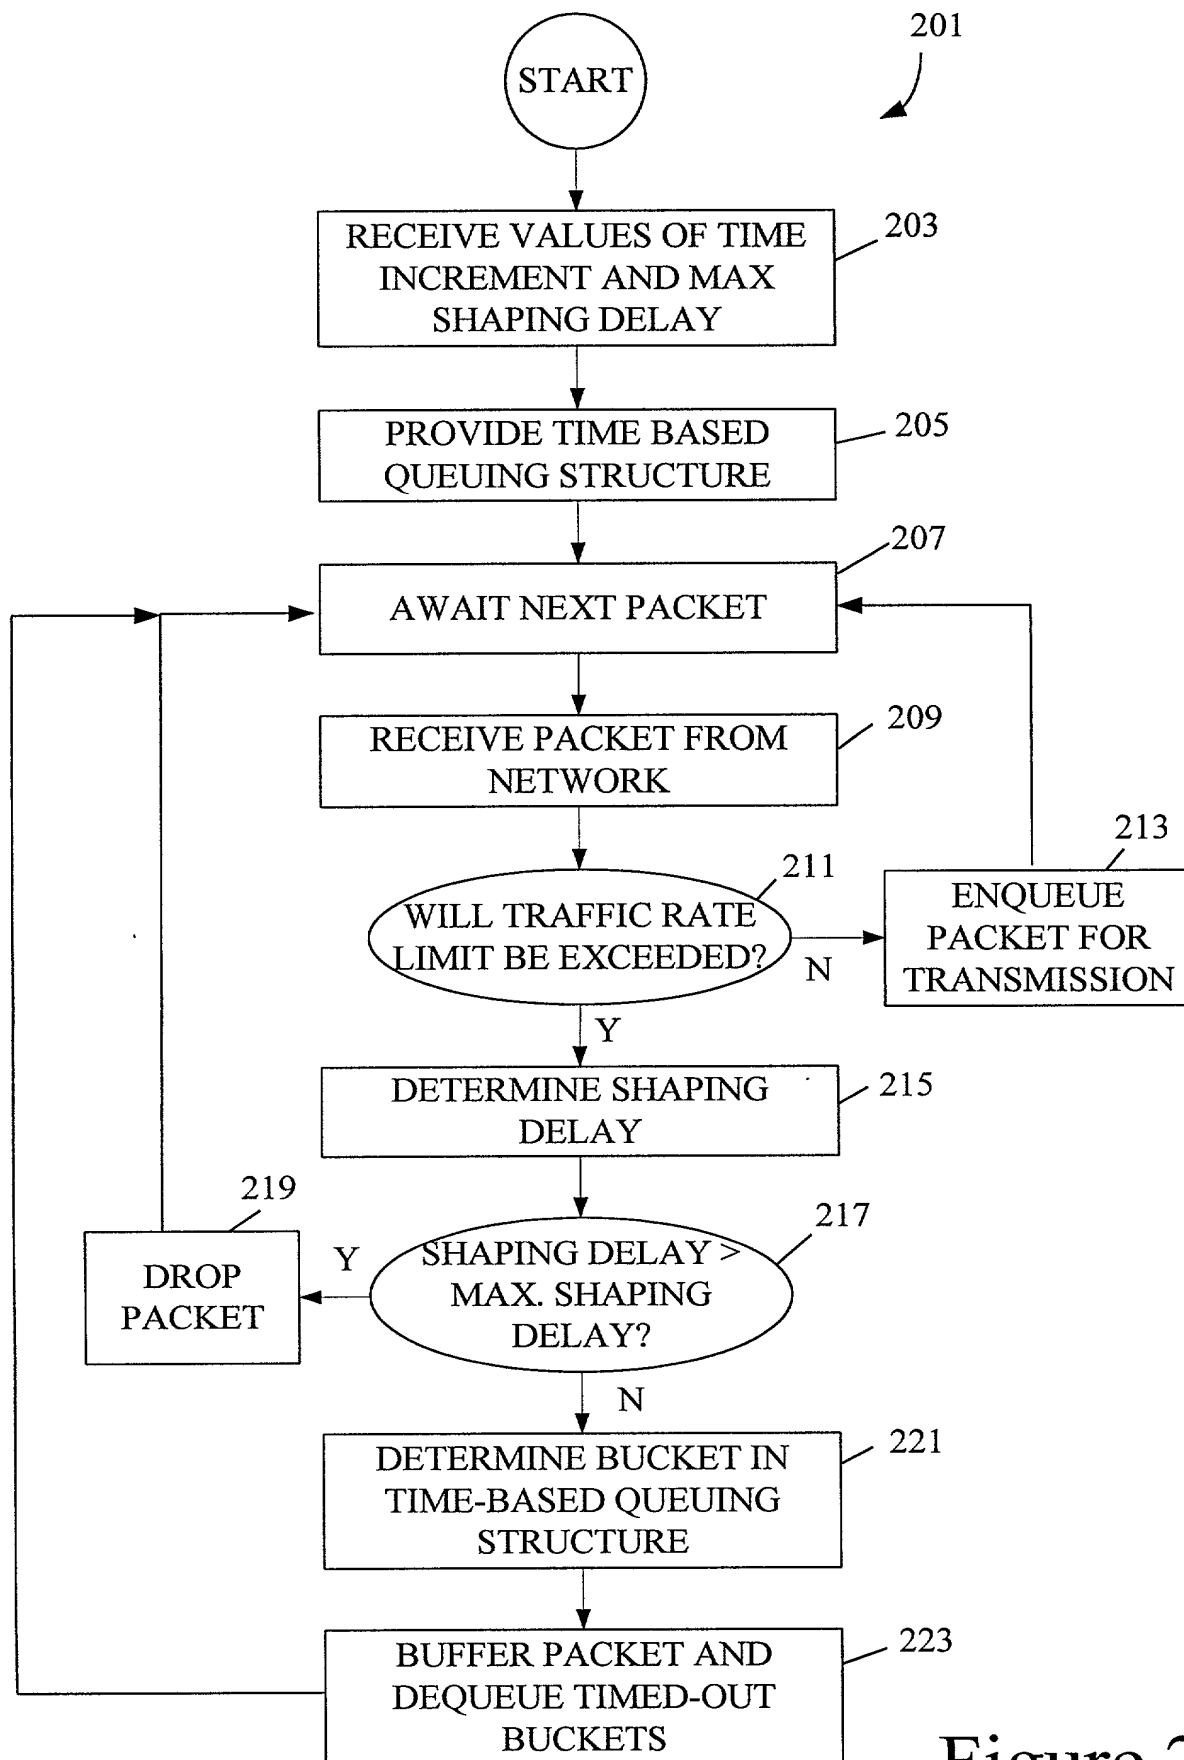 201
START
RECEIVE VALUES OF TIME
INCREMENT AND MAX
SHAPING DELAY
203
PROVIDE TIME BASED
QUEUING STRUCTURE
205
207
AWAIT NEXT PACKET
RECEIVE PACKET FROM
NETWORK
209
211
WILL TRAFFIC RATE
LIMIT BE EXCEEDED?
N
213
ENQUEUE
PACKET FOR
TRANSMISSION
Y
DETERMINE SHAPING
DELAY
215
217
SHAPING DELAY >
MAX. SHAPING
DELAY?
Y
219
DROP
PACKET
N
DETERMINE BUCKET IN
TIME-BASED QUEUING
STRUCTURE
221
BUFFER PACKET AND
DEQUEUE TIMED-OUT
BUCKETS
223
Figure 2